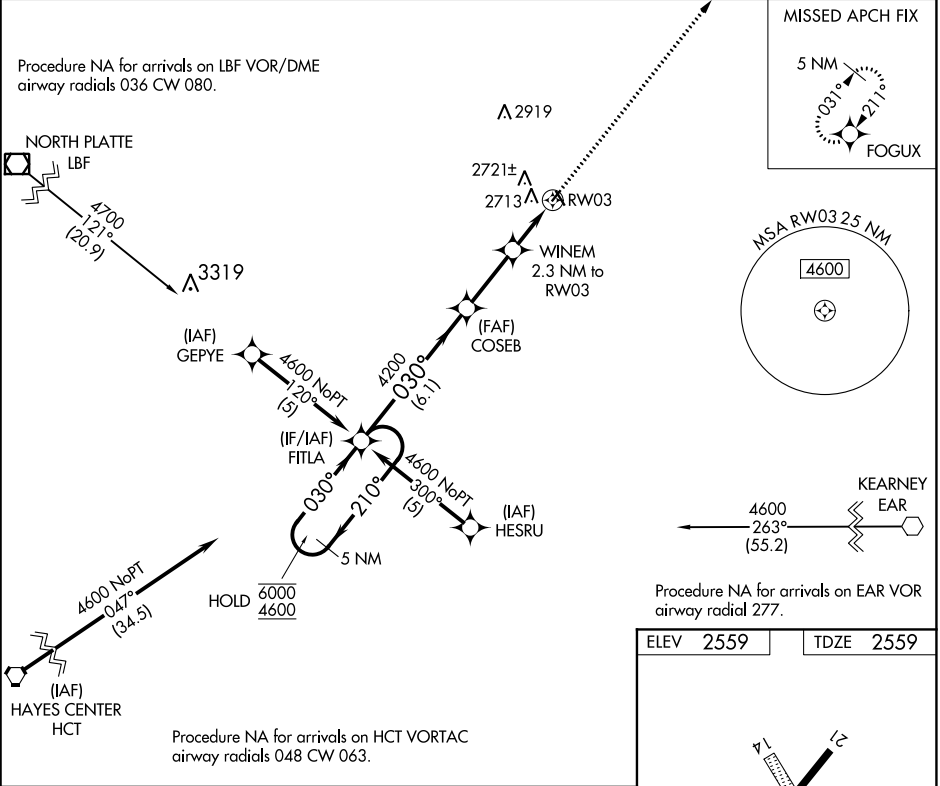 Procedure NA for arrivals on LBF VOR/DME
airway radials 036 CW 080.
MISSED APCH FIX
5 NM
031°
211°
FOGUX
NORTH PLATTE
LBF
4700
121°
(20.9)
3319
2919
2721±
2713
RW03
WINEM
2.3 NM to
RW03
MSA RW03 25 NM
4600
(FAF)
COSEB
(IAF)
GEPYE
4600 NoPT
120°
(5)
4200
030°
(6.1)
(IF/IAF)
FITLA
030°
210°
4600 NoPT
300°
(5)
(IAF)
HESRU
5 NM
HOLD
6000
4600
KEARNEY
EAR
4600
263°
(55.2)
Procedure NA for arrivals on EAR VOR
airway radial 277.
4600 NoPT
047°
(34.5)
(IAF)
HAYES CENTER
HCT
Procedure NA for arrivals on HCT VORTAC
airway radials 048 CW 063.
ELEV 2559
TDZE 2559
14
21